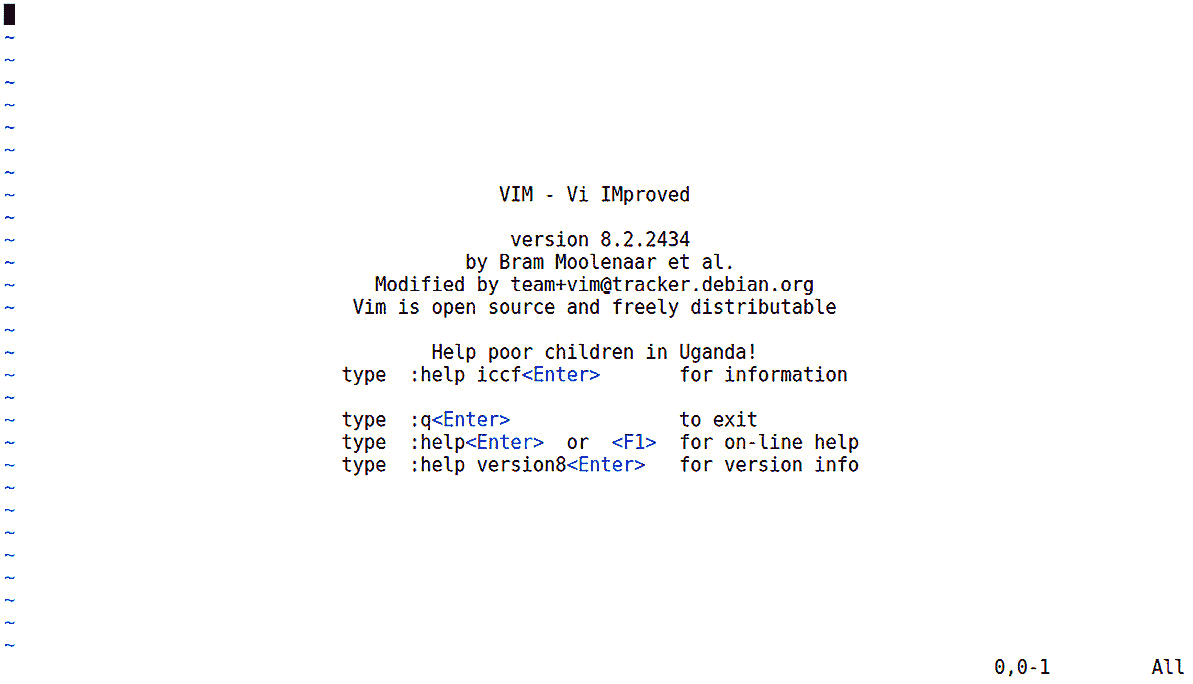 ~
~
~
~
~
~
~
~ VIM - Vi IMproved
~
~ version 8.2.2434
~ by Bram Moolenaar et al.
~ Modified by team+vim@tracker.debian.org
~ Vim is open source and freely distributable
~
~ Help poor children in Uganda!
~ type :help iccf<Enter> for information
~
~ type :q<Enter> to exit
~ type :help<Enter> or <F1> for on-line help
~ type :help version8<Enter> for version info
~
~
~
~
~
~
~
~
0,0-1 All